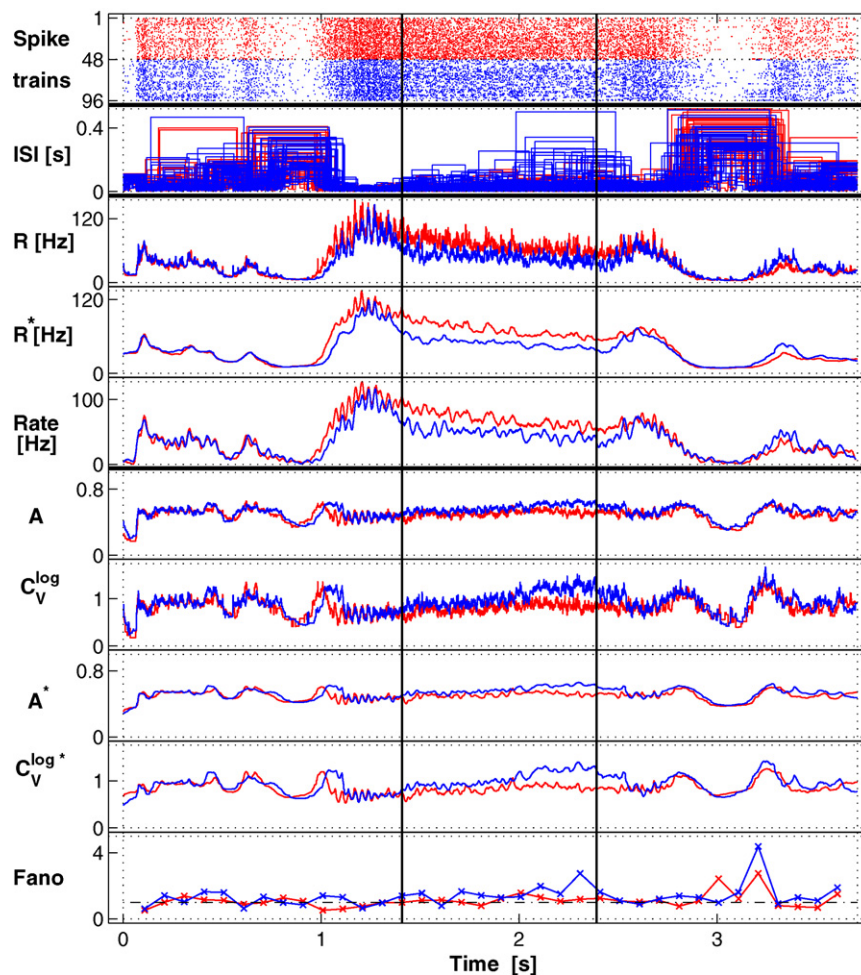 Spike
trains
1
48
96
ISI [s]
0.4
0
R [Hz]
120
0
R* [Hz]
120
0
Rate
[Hz]
100
0
A
0.8
0
C_V^log
1
0
A*
0.8
0
C_V^log *
1
0
Fano
4
0
0 1 2 3
Time [s]